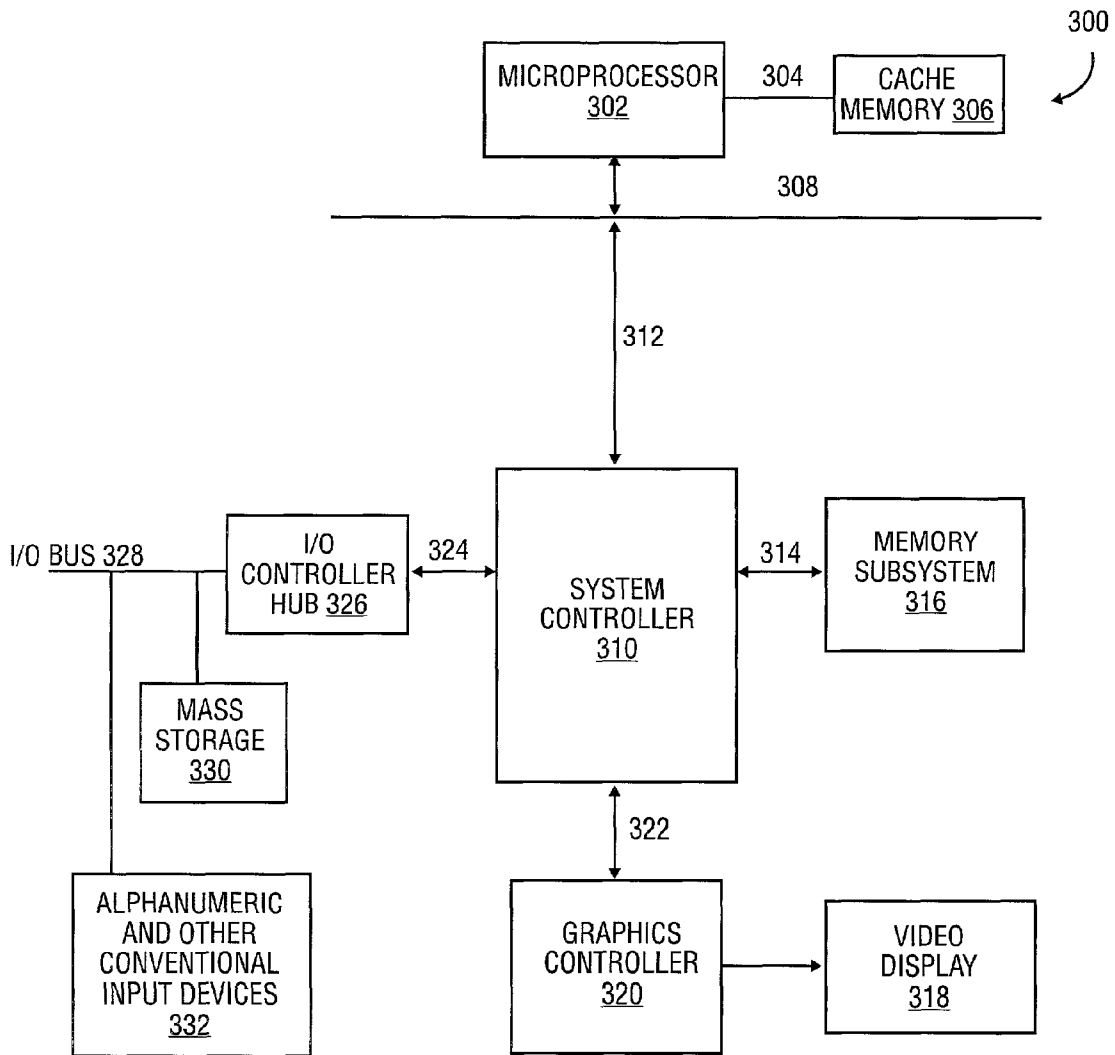 300
MICROPROCESSOR
302
304
CACHE
MEMORY 306
308
312
I/O BUS 328
I/O
CONTROLLER
HUB 326
324
SYSTEM
CONTROLLER
310
314
MEMORY
SUBSYSTEM
316
MASS
STORAGE
330
322
ALPHANUMERIC
AND OTHER
CONVENTIONAL
INPUT DEVICES
332
GRAPHICS
CONTROLLER
320
VIDEO
DISPLAY
318